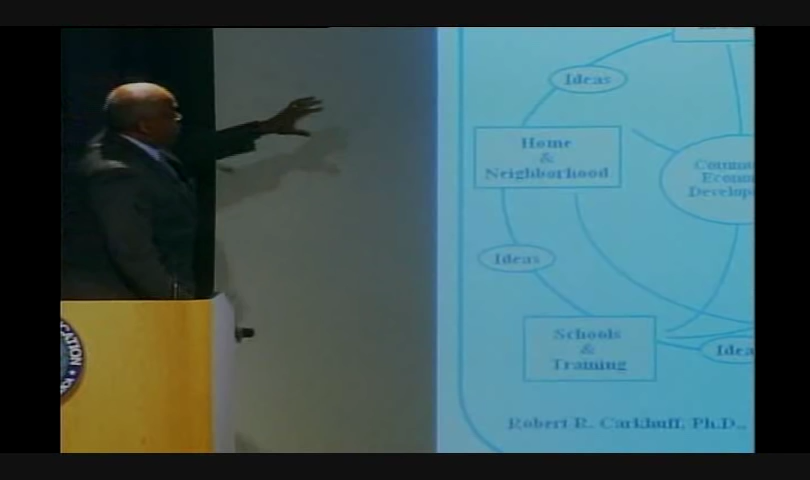 Ideas
Home
&
Neighborhood
Ideas
Schools
&
Training
Robert R. Carkhuff, Ph.D.,